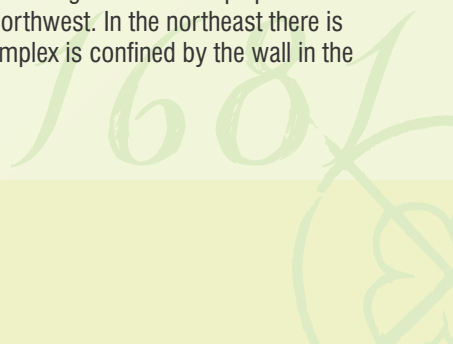 orthwest. In the northeast there is
mplex is confined by the wall in the
1681